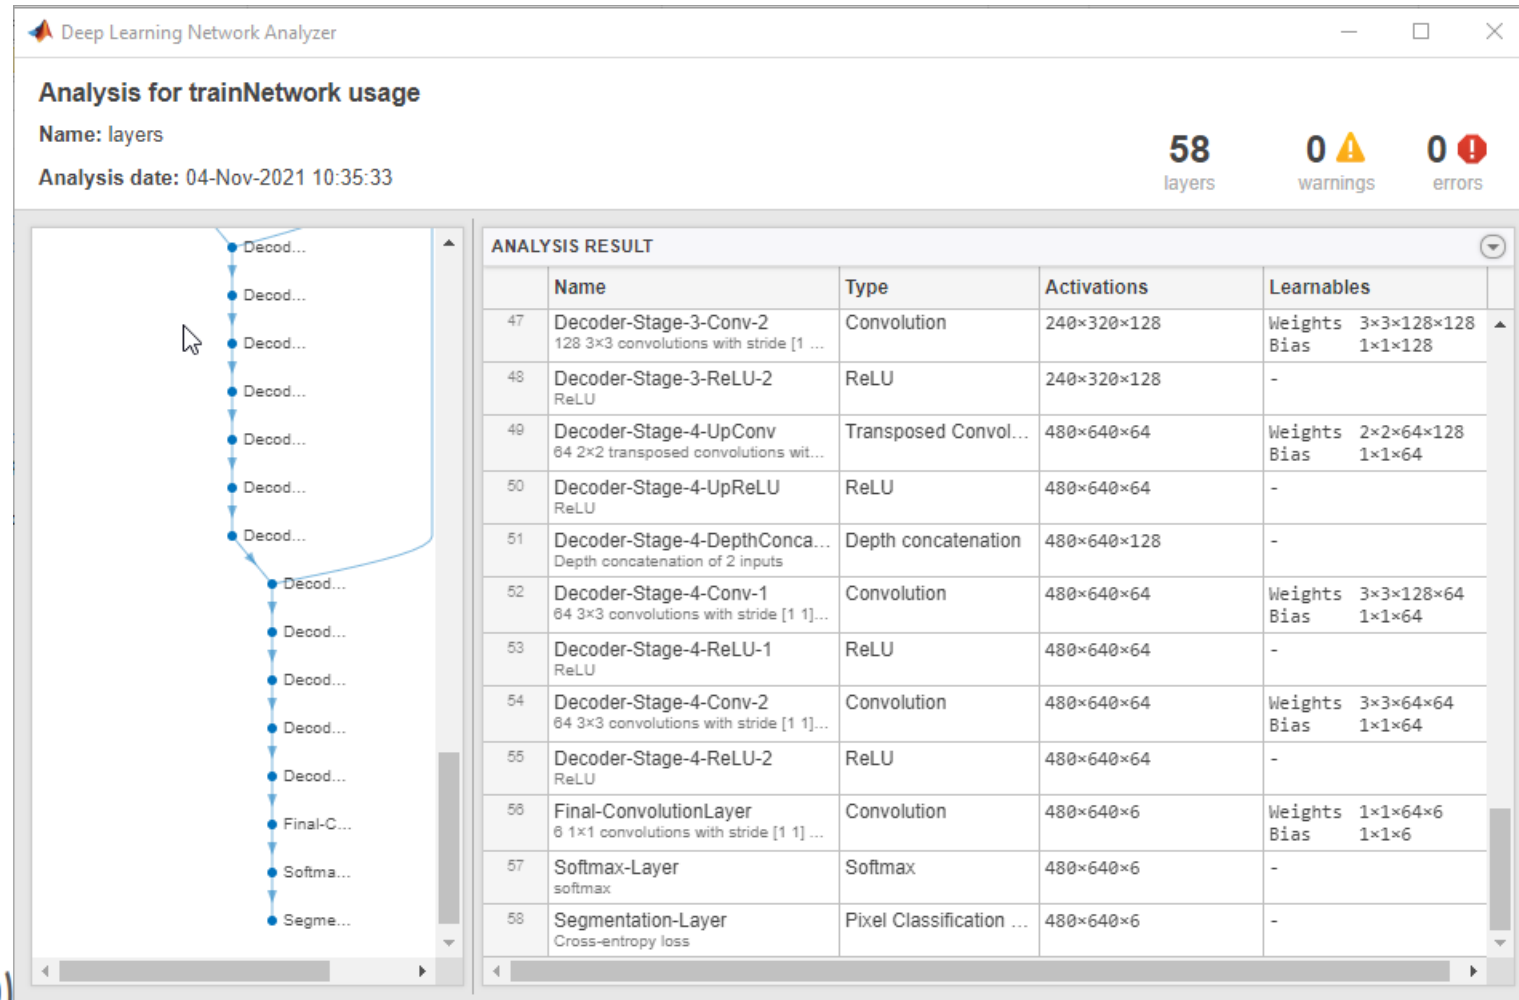 Deep Learning Network Analyzer
Analysis for trainNetwork usage
Name: layers
Analysis date: 04-Nov-2021 10:35:33
58
layers
0
warnings
0
errors
Decod...
Decod...
Decod...
Decod...
Decod...
Decod...
Decod...
Decod...
Decod...
Decod...
Decod...
Decod...
Final-C...
Softma...
Segme...
ANALYSIS RESULT
Name Type Activations Learnables
47 Decoder-Stage-3-Conv-2 Convolution 240×320×128 Weights 3×3×128×128
128 3×3 convolutions with stride [1 ... Bias 1×1×128
48 Decoder-Stage-3-ReLU-2 ReLU 240×320×128 -
ReLU
49 Decoder-Stage-4-UpConv Transposed Convol... 480×640×64 Weights 2×2×64×128
64 2×2 transposed convolutions wit... Bias 1×1×64
50 Decoder-Stage-4-UpReLU ReLU 480×640×64 -
ReLU
51 Decoder-Stage-4-DepthConca... Depth concatenation 480×640×128 -
Depth concatenation of 2 inputs
52 Decoder-Stage-4-Conv-1 Convolution 480×640×64 Weights 3×3×128×64
64 3×3 convolutions with stride [1 1]... Bias 1×1×64
53 Decoder-Stage-4-ReLU-1 ReLU 480×640×64 -
ReLU
54 Decoder-Stage-4-Conv-2 Convolution 480×640×64 Weights 3×3×64×64
64 3×3 convolutions with stride [1 1]... Bias 1×1×64
55 Decoder-Stage-4-ReLU-2 ReLU 480×640×64 -
ReLU
56 Final-ConvolutionLayer Convolution 480×640×6 Weights 1×1×64×6
6 1×1 convolutions with stride [1 1] ... Bias 1×1×6
57 Softmax-Layer Softmax 480×640×6 -
softmax
58 Segmentation-Layer Pixel Classification ... 480×640×6 -
Cross-entropy loss